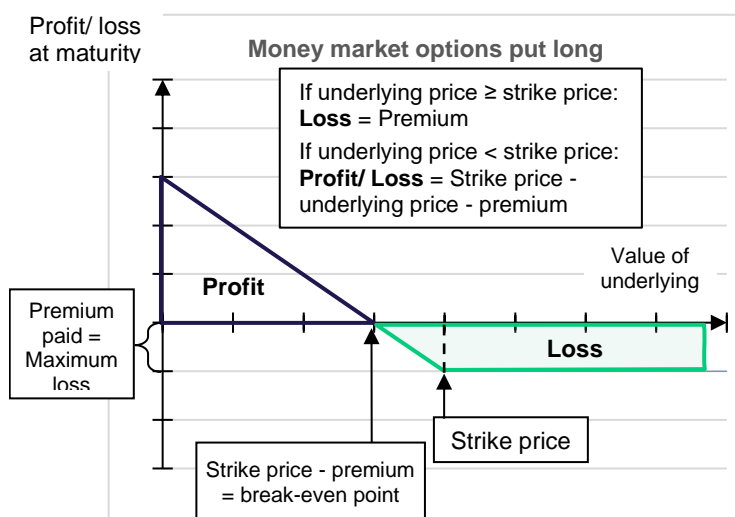 Profit/ loss
at maturity
Money market options put long
If underlying price ≥ strike price:
Loss = Premium
If underlying price < strike price:
Profit/ Loss = Strike price -
underlying price - premium
Value of
underlying
Profit
Premium
paid =
Maximum
loss
Loss
Strike price
Strike price - premium
= break-even point